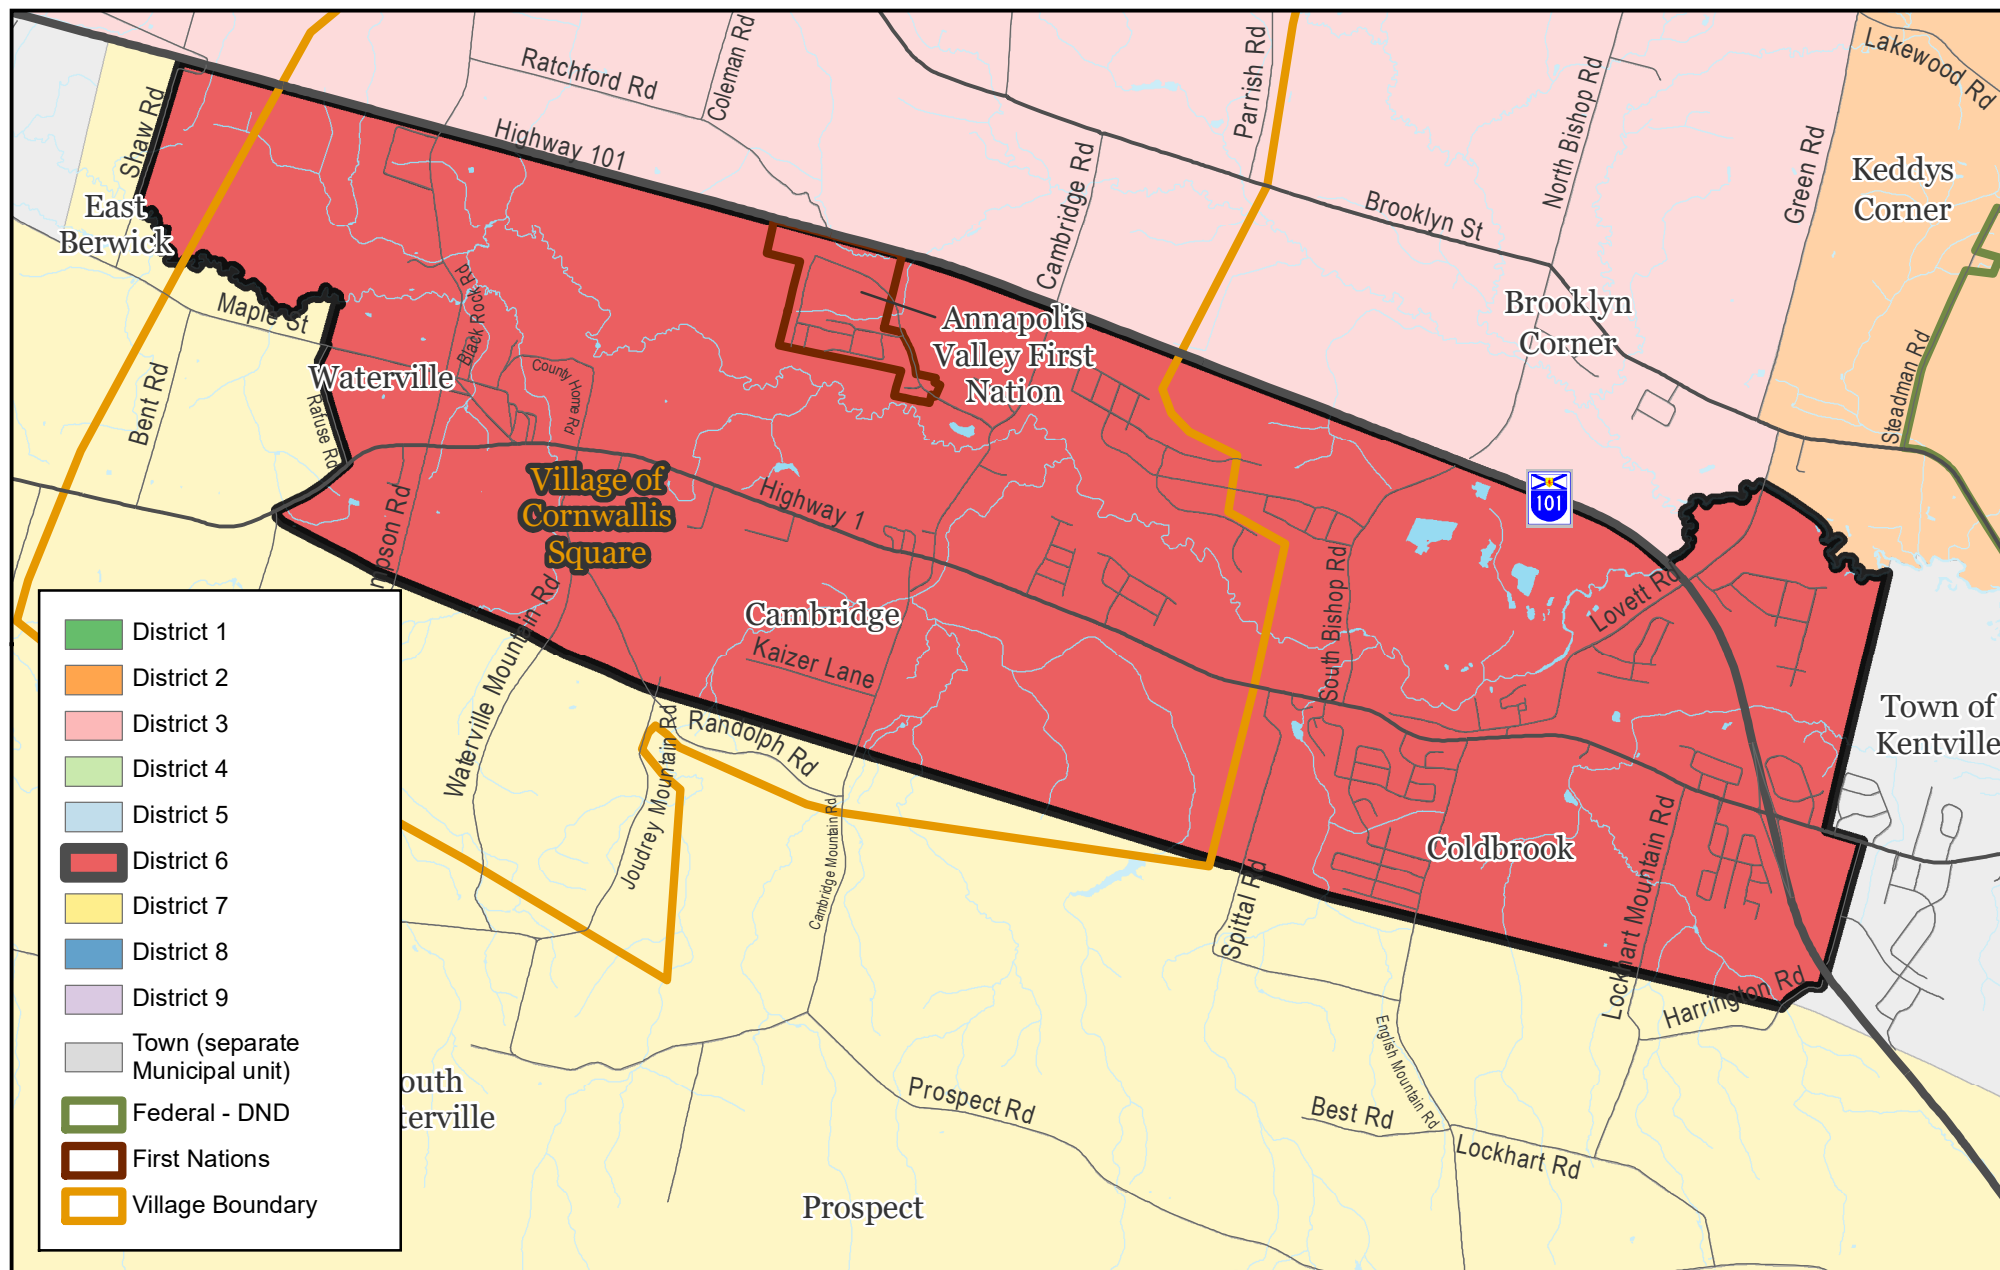 Ratchford Rd
Coleman Rd
Parrish Rd
North Bishop Rd
Lakewood Rd
Shaw Rd
Highway 101
Cambridge Rd
Brooklyn St
Green Rd
Keddys
Corner
East
Berwick
Maple St
Black Rock Rd
Annapolis
Valley First
Nation
Brooklyn
Corner
Steadman Rd
Bent Rd
Waterville
County Home Rd
Rafuse Rd
Village of
Cornwallis
Square
Highway 1
101
South Bishop Rd
Lovett Rd
Waterville Mountain Rd
Cambridge
Kaizer Lane
Randolph Rd
Joudrey Mountain Rd
Cambridge Mountain Rd
Town of
Kentville
Coldbrook
Spittal Rd
Lockhart Mountain Rd
Harrington Rd
English Mountain Rd
Best Rd
Lockhart Rd
Prospect Rd
Prospect
outh
terville
District 1
District 2
District 3
District 4
District 5
District 6
District 7
District 8
District 9
Town (separate
Municipal unit)
Federal - DND
First Nations
Village Boundary